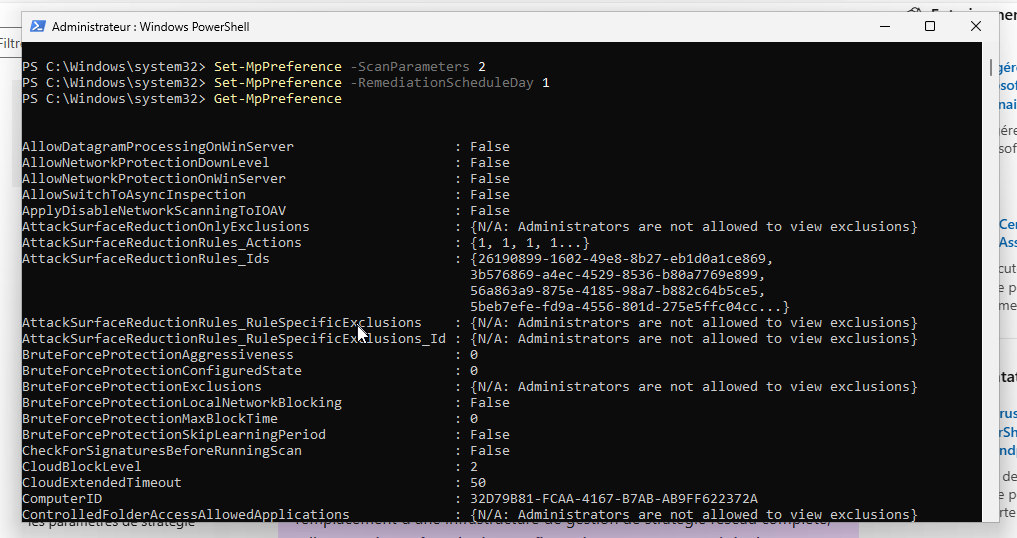 Administrateur : Windows PowerShell
Filtre
PS C:\Windows\system32> Set-MpPreference -ScanParameters 2
PS C:\Windows\system32> Set-MpPreference -RemediationScheduleDay 1
PS C:\Windows\system32> Get-MpPreference
AllowDatagramProcessingOnWinServer : False
AllowNetworkProtectionDownLevel : False
AllowNetworkProtectionOnWinServer : False
AllowSwitchToAsyncInspection : False
ApplyDisableNetworkScanningToIOAV : False
AttackSurfaceReductionOnlyExclusions : {N/A: Administrators are not allowed to view exclusions}
AttackSurfaceReductionRules_Actions : {1, 1, 1, 1...}
AttackSurfaceReductionRules_Ids : {26190899-1602-49e8-8b27-eb1d0a1ce869,
3b576869-a4ec-4529-8536-b80a7769e899,
56a863a9-875e-4185-98a7-b882c64b5ce5,
5beb7efe-fd9a-4556-801d-275e5ffc04cc...}
AttackSurfaceReductionRules_RuleSpecificExclusions : {N/A: Administrators are not allowed to view exclusions}
AttackSurfaceReductionRules_RuleSpecificExclusions_Id : {N/A: Administrators are not allowed to view exclusions}
BruteForceProtectionAggressiveness : 0
BruteForceProtectionConfiguredState : 0
BruteForceProtectionExclusions : {N/A: Administrators are not allowed to view exclusions}
BruteForceProtectionLocalNetworkBlocking : False
BruteForceProtectionMaxBlockTime : 0
BruteForceProtectionSkipLearningPeriod : False
CheckForSignaturesBeforeRunningScan : False
CloudBlockLevel : 2
CloudExtendedTimeout : 50
ComputerID : 32D79B81-FCAA-4167-B7AB-AB9FF622372A
ControlledFolderAccessAllowedApplications : {N/A: Administrators are not allowed to view exclusions}
les paramètres de stratégie